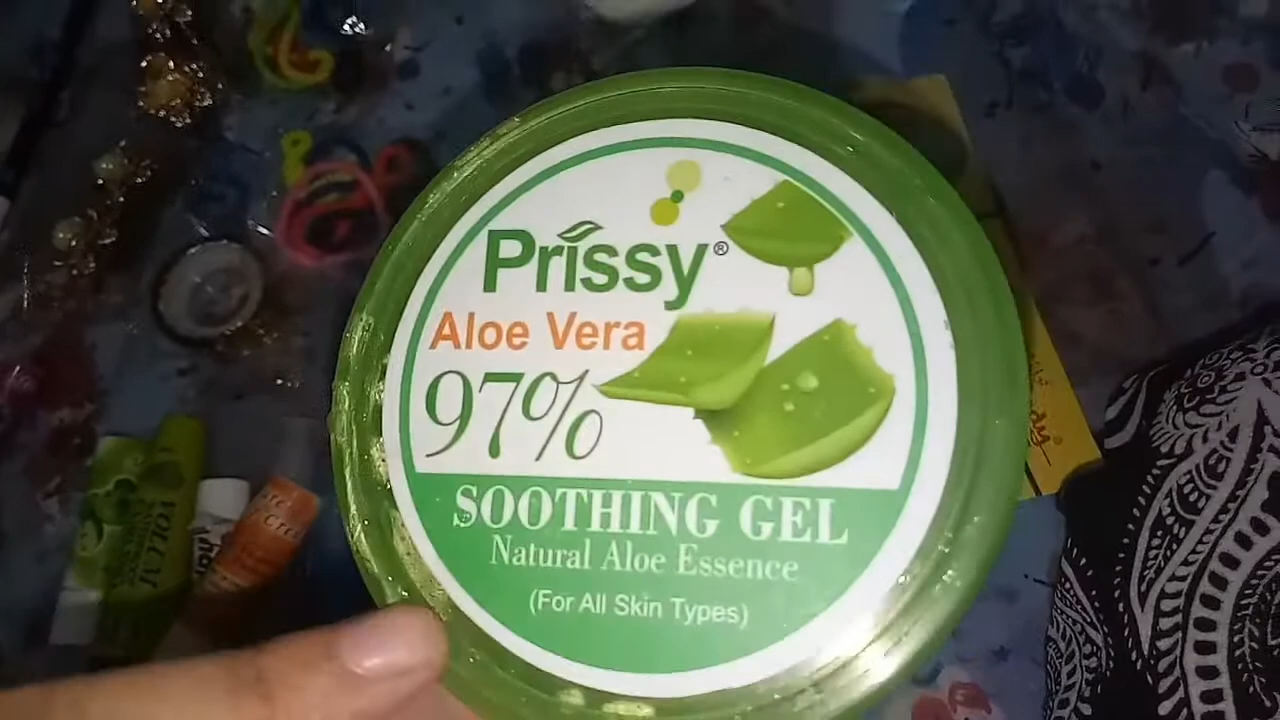 Prissy®
Aloe Vera
97%
SOOTHING GEL
Natural Aloe Essence
(For All Skin Types)